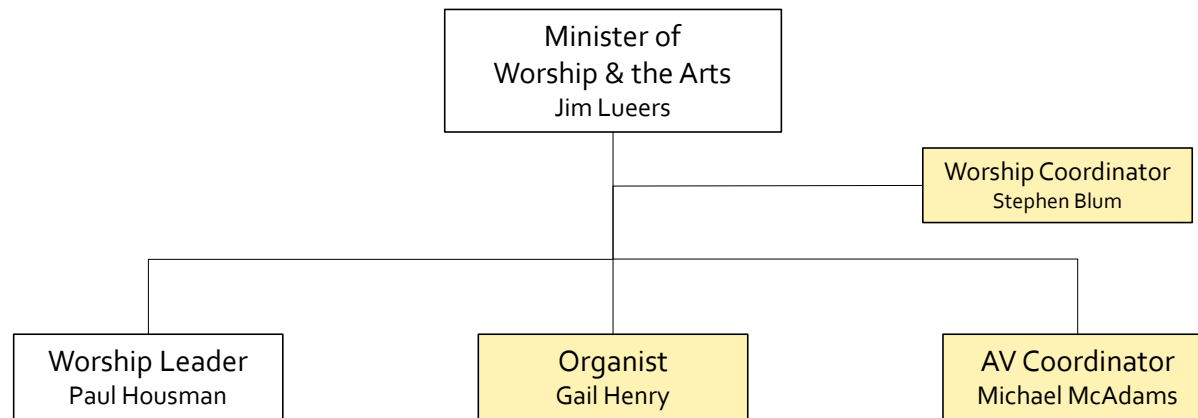 Minister of
Worship & the Arts
Jim Lueers
Worship Coordinator
Stephen Blum
Worship Leader
Paul Housman
Organist
Gail Henry
AV Coordinator
Michael McAdams